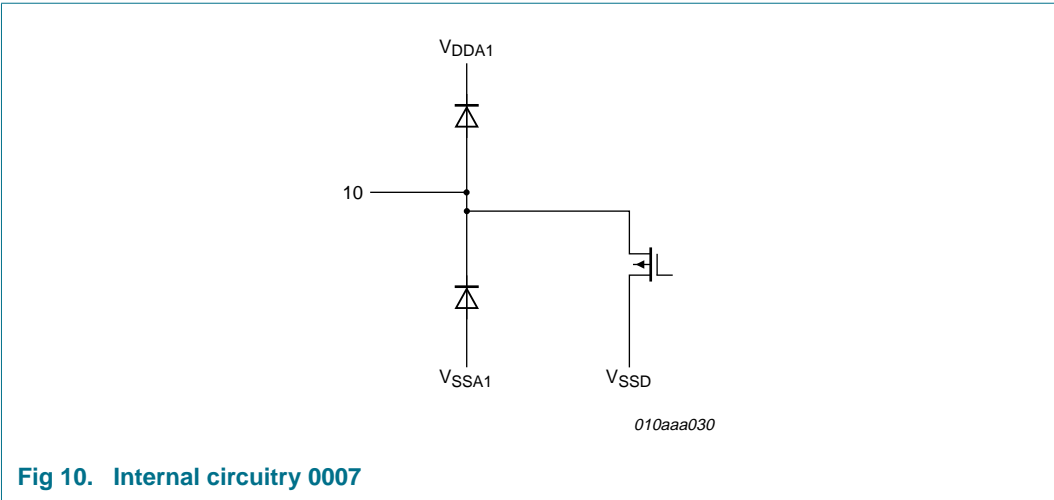 VDDA1
10
VSSA1
VSSD
010aaa030
Fig 10. Internal circuitry 0007